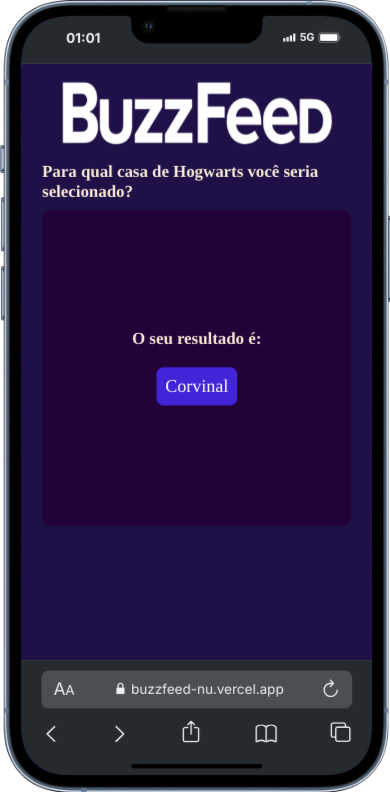 01:01
5G
BuzzFeed
Para qual casa de Hogwarts você seria
selecionado?
O seu resultado é:
Corvinal
AA
buzzfeed-nu.vercel.app